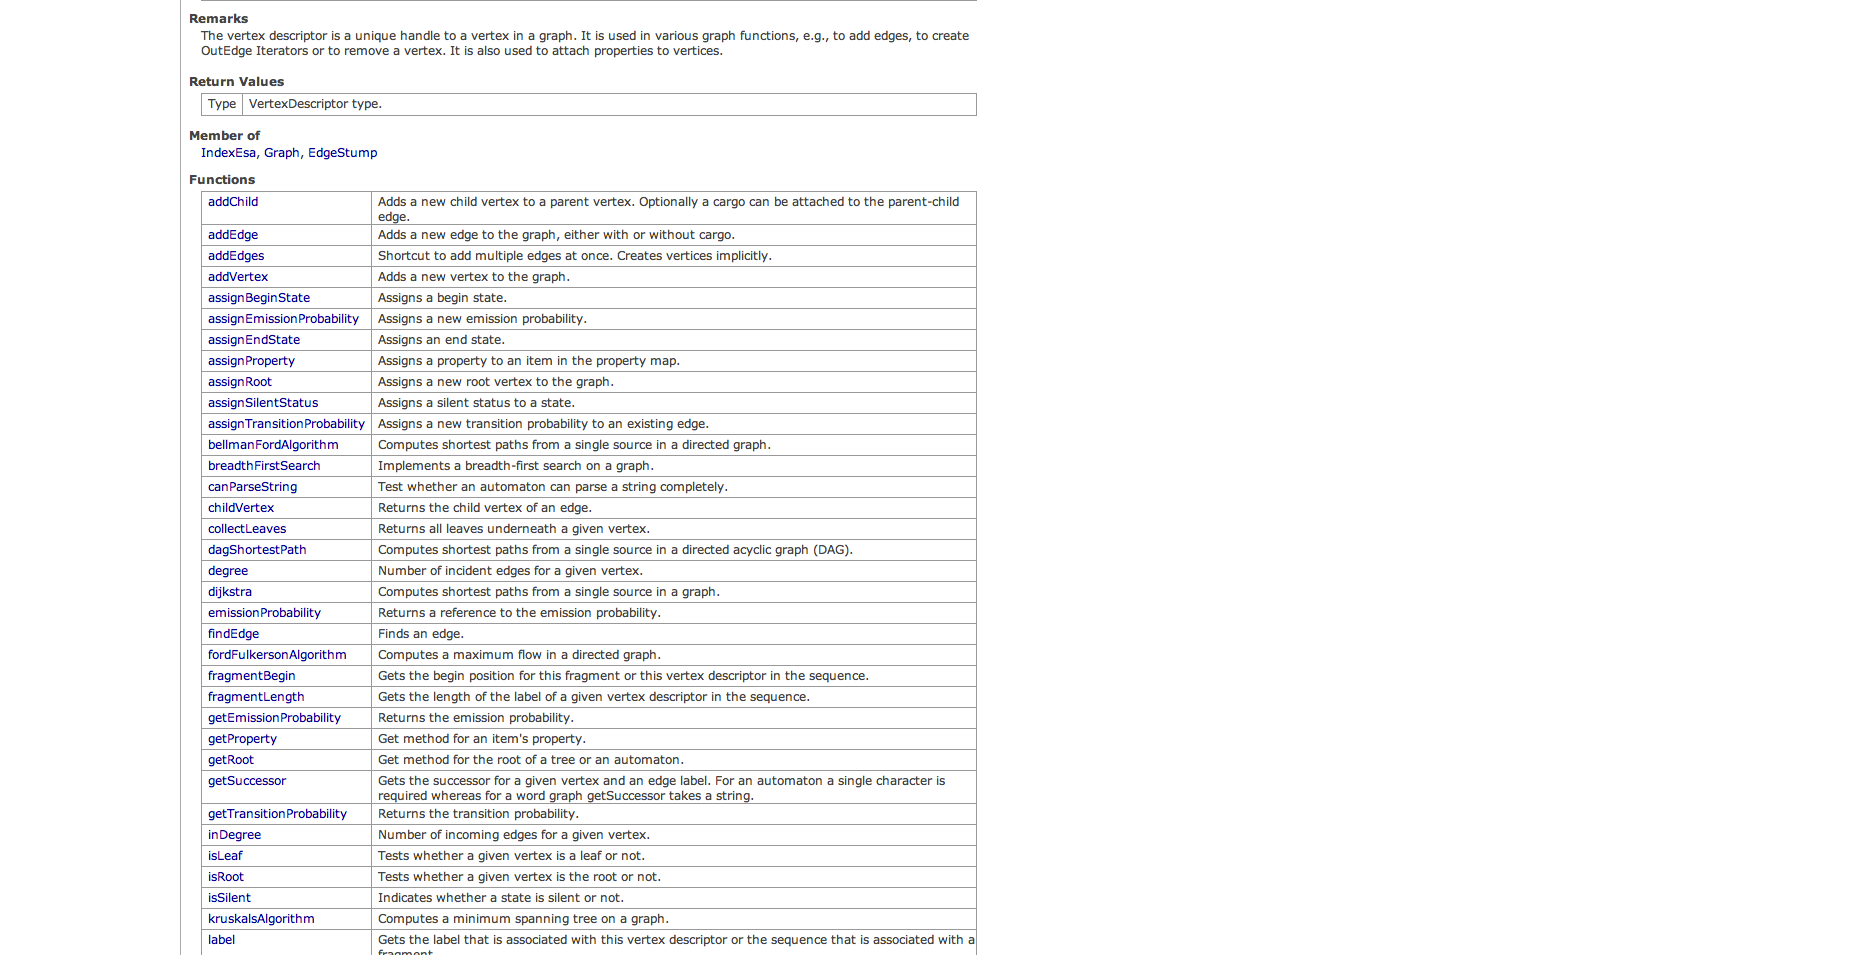 Remarks
The vertex descriptor is a unique handle to a vertex in a graph. It is used in various graph functions, e.g., to add edges, to create
OutEdge Iterators or to remove a vertex. It is also used to attach properties to vertices.
Return Values
Type VertexDescriptor type.
Member of
IndexEsa, Graph, EdgeStump
Functions
addChild Adds a new child vertex to a parent vertex. Optionally a cargo can be attached to the parent-child
edge.
addEdge Adds a new edge to the graph, either with or without cargo.
addEdges Shortcut to add multiple edges at once. Creates vertices implicitly.
addVertex Adds a new vertex to the graph.
assignBeginState Assigns a begin state.
assignEmissionProbability Assigns a new emission probability.
assignEndState Assigns an end state.
assignProperty Assigns a property to an item in the property map.
assignRoot Assigns a new root vertex to the graph.
assignSilentStatus Assigns a silent status to a state.
assignTransitionProbability Assigns a new transition probability to an existing edge.
bellmanFordAlgorithm Computes shortest paths from a single source in a directed graph.
breadthFirstSearch Implements a breadth-first search on a graph.
canParseString Test whether an automaton can parse a string completely.
childVertex Returns the child vertex of an edge.
collectLeaves Returns all leaves underneath a given vertex.
dagShortestPath Computes shortest paths from a single source in a directed acyclic graph (DAG).
degree Number of incident edges for a given vertex.
dijkstra Computes shortest paths from a single source in a graph.
emissionProbability Returns a reference to the emission probability.
findEdge Finds an edge.
fordFulkersonAlgorithm Computes a maximum flow in a directed graph.
fragmentBegin Gets the begin position for this fragment or this vertex descriptor in the sequence.
fragmentLength Gets the length of the label of a given vertex descriptor in the sequence.
getEmissionProbability Returns the emission probability.
getProperty Get method for an item's property.
getRoot Get method for the root of a tree or an automaton.
getSuccessor Gets the successor for a given vertex and an edge label. For an automaton a single character is
required whereas for a word graph getSuccessor takes a string.
getTransitionProbability Returns the transition probability.
inDegree Number of incoming edges for a given vertex.
isLeaf Tests whether a given vertex is a leaf or not.
isRoot Tests whether a given vertex is the root or not.
isSilent Indicates whether a state is silent or not.
kruskalsAlgorithm Computes a minimum spanning tree on a graph.
label Gets the label that is associated with this vertex descriptor or the sequence that is associated with a
fragment.